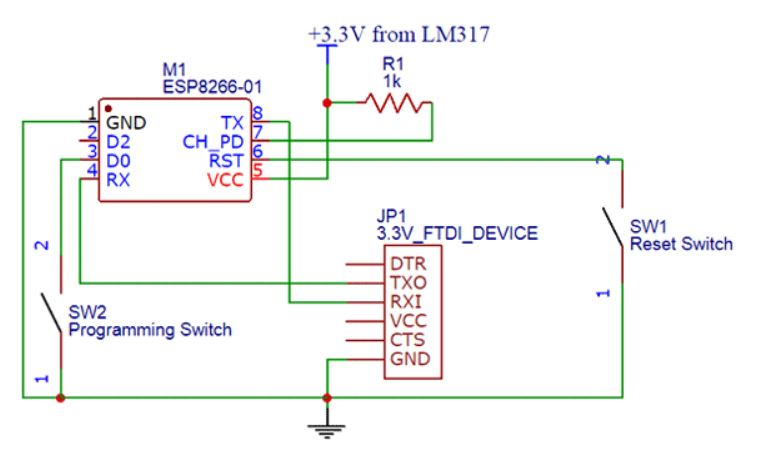 +3.3V from LM317
R1
1k
M1
ESP8266-01
1 GND TX 8
2 D2 CH_PD 7
3 D0 RST 6
4 RX VCC 5
2
SW1
Reset Switch
1
JP1
3.3V_FTDI_DEVICE
DTR
TXO
RXI
VCC
CTS
GND
2
SW2
Programming Switch
1